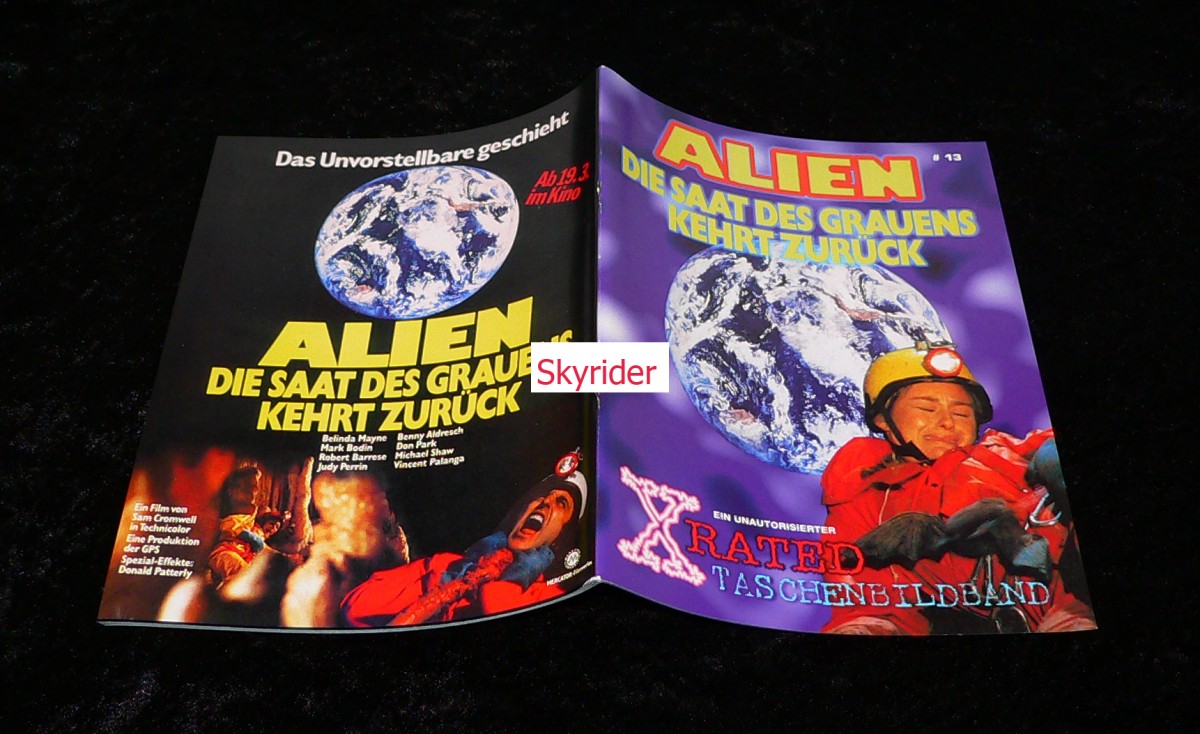 Das Unvorstellbare geschieht
Ab 19.3.
im Kino
ALIEN
DIE SAAT DES GRAUENS
KEHRT ZURÜCK
Belinda Mayne
Mark Bodin
Robert Barrese
Judy Perrin
Benny Aldresch
Don Park
Michael Shaw
Vincent Palanga
Ein Film von
Sam Cromwell
in Technicolor
Eine Produktion
der GPS
Spezial-Effekte:
Donald Patterly
Skyrider
# 13
ALIEN
DIE SAAT DES GRAUENS
KEHRT ZURÜCK
EIN UNAUTORISIERTER
X RATED
TASCHENBILDBAND